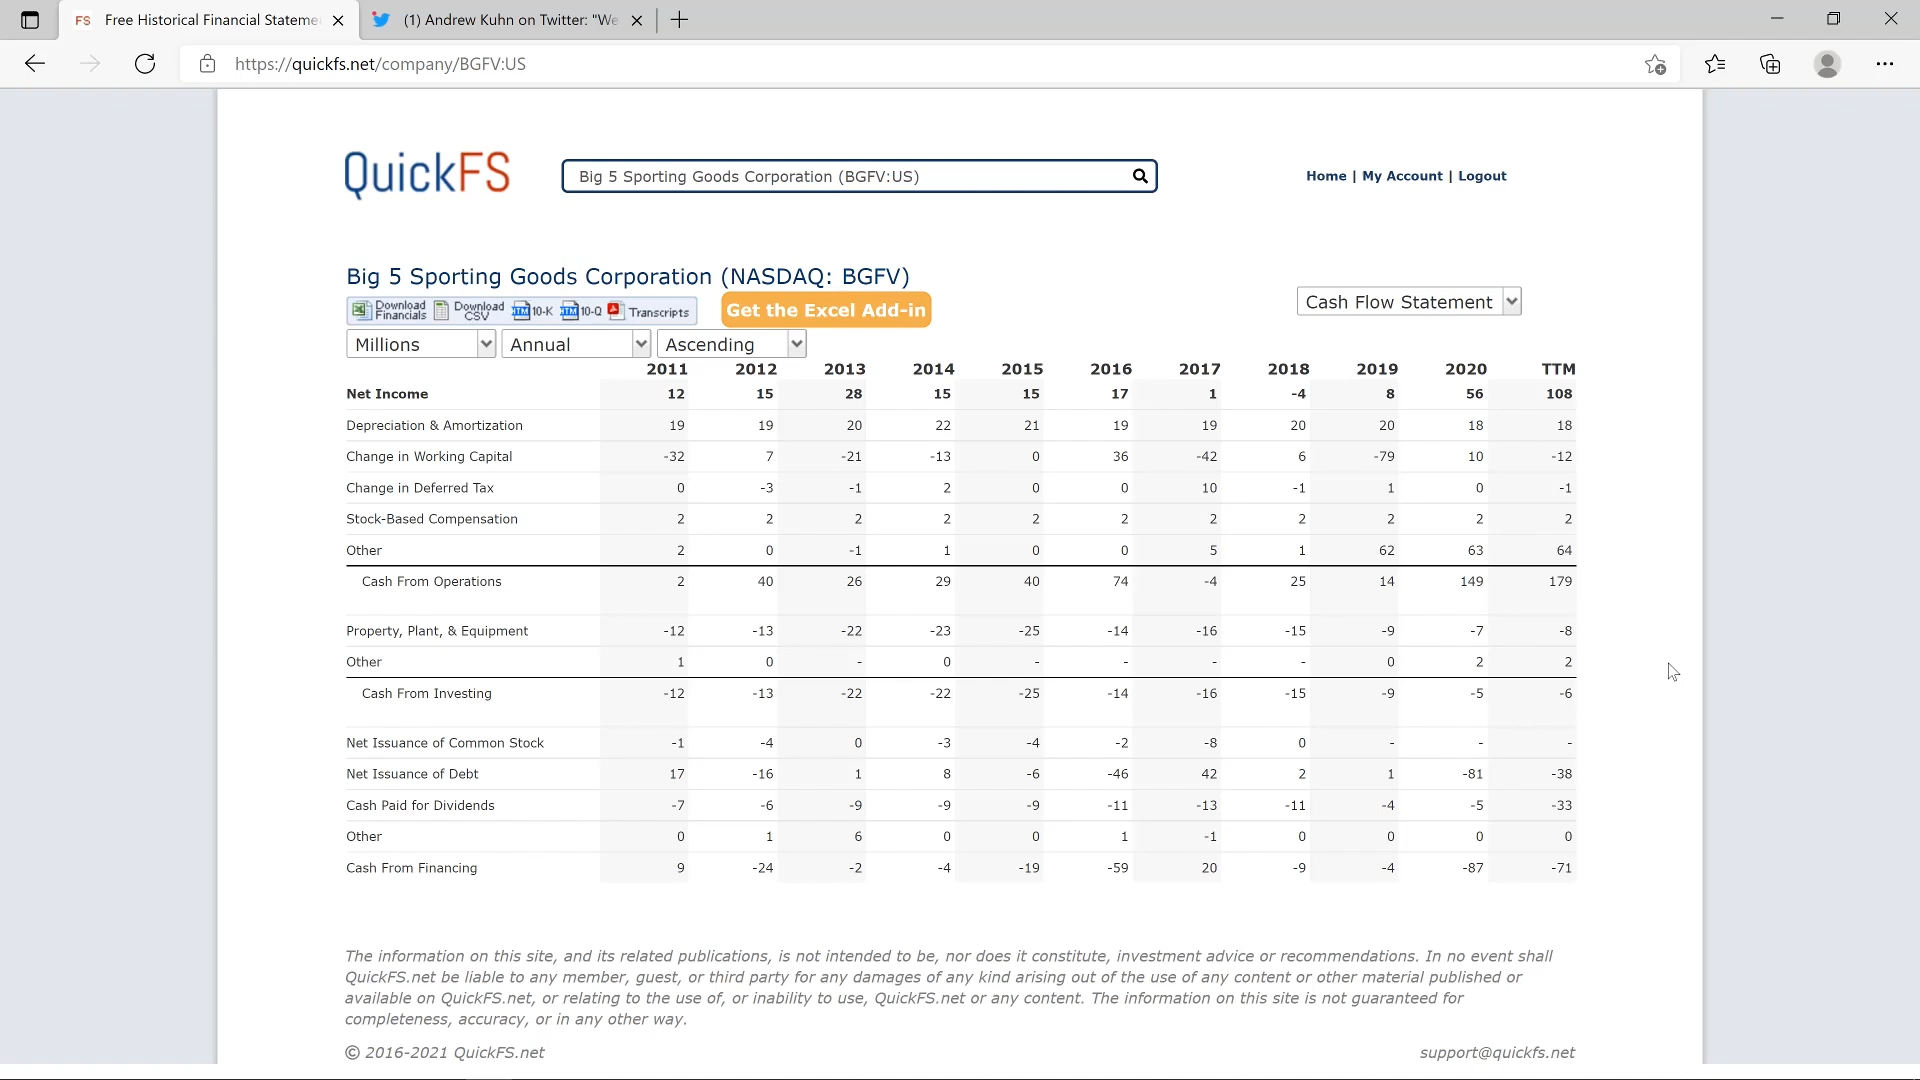 FS Free Historical Financial Stateme
(1) Andrew Kuhn on Twitter: "We
https://quickfs.net/company/BGFV:US
QuickFS
Big 5 Sporting Goods Corporation (BGFV:US)
Home | My Account | Logout
Big 5 Sporting Goods Corporation (NASDAQ: BGFV)
Download Financials Download CSV 10-K 10-Q Transcripts
Get the Excel Add-in
Cash Flow Statement
Millions Annual Ascending
2011 2012 2013 2014 2015 2016 2017 2018 2019 2020 TTM
Net Income 12 15 28 15 15 17 1 -4 8 56 108
Depreciation & Amortization 19 19 20 22 21 19 19 20 20 18 18
Change in Working Capital -32 7 -21 -13 0 36 -42 6 -79 10 -12
Change in Deferred Tax 0 -3 -1 2 0 0 10 -1 1 0 -1
Stock-Based Compensation 2 2 2 2 2 2 2 2 2 2 2
Other 2 0 -1 1 0 0 5 1 62 63 64
Cash From Operations 2 40 26 29 40 74 -4 25 14 149 179
Property, Plant, & Equipment -12 -13 -22 -23 -25 -14 -16 -15 -9 -7 -8
Other 1 0 - 0 - - - - 0 2 2
Cash From Investing -12 -13 -22 -22 -25 -14 -16 -15 -9 -5 -6
Net Issuance of Common Stock -1 -4 0 -3 -4 -2 -8 0 - - -
Net Issuance of Debt 17 -16 1 8 -6 -46 42 2 1 -81 -38
Cash Paid for Dividends -7 -6 -9 -9 -9 -11 -13 -11 -4 -5 -33
Other 0 1 6 0 0 1 -1 0 0 0 0
Cash From Financing 9 -24 -2 -4 -19 -59 20 -9 -4 -87 -71
The information on this site, and its related publications, is not intended to be, nor does it constitute, investment advice or recommendations. In no event shall
QuickFS.net be liable to any member, guest, or third party for any damages of any kind arising out of the use of any content or other material published or
available on QuickFS.net, or relating to the use of, or inability to use, QuickFS.net or any content. The information on this site is not guaranteed for
completeness, accuracy, or in any other way.
© 2016-2021 QuickFS.net
support@quickfs.net